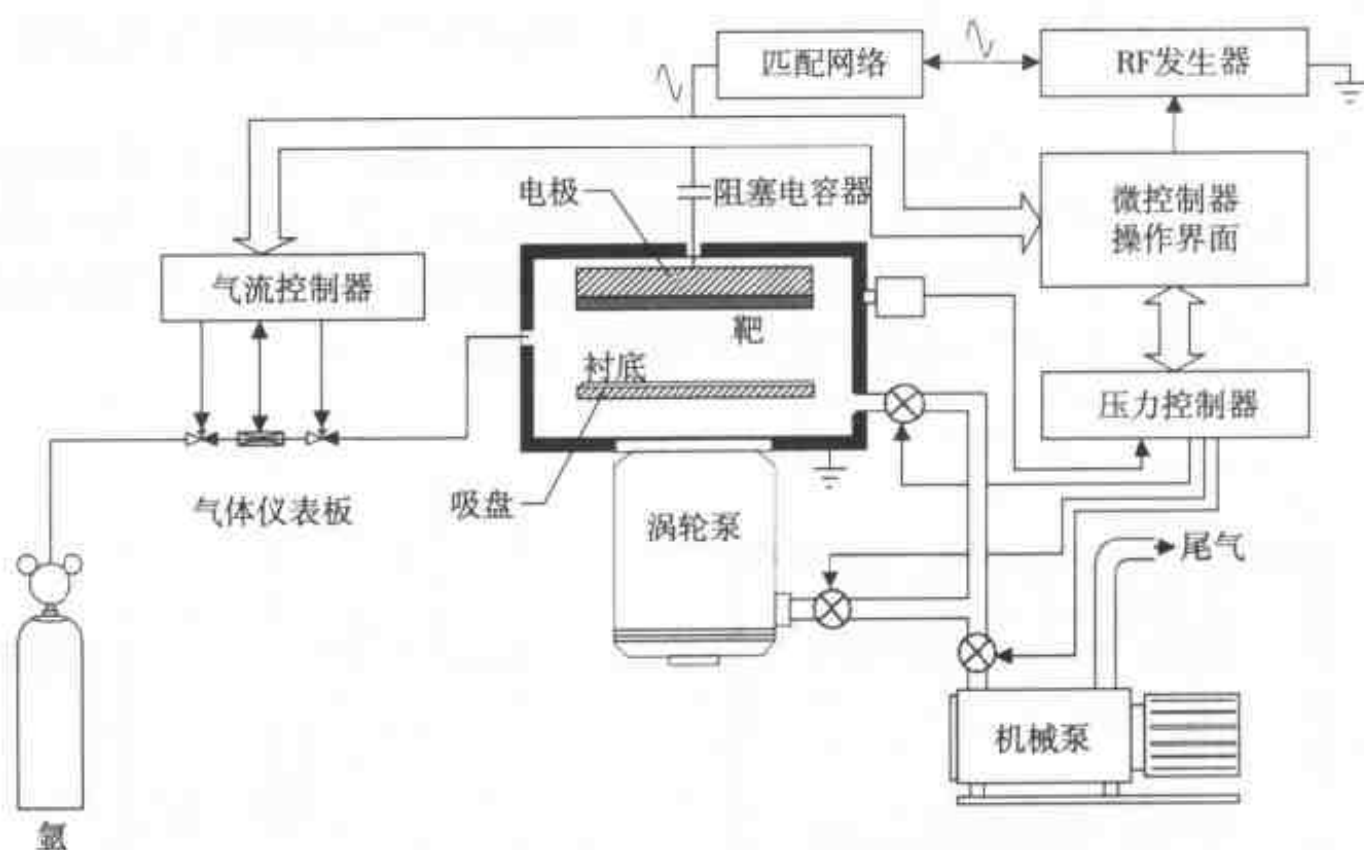 匹配网络
RF发生器
电极
阻塞电容器
微控制器
操作界面
气流控制器
靶
衬底
压力控制器
气体仪表板
吸盘
涡轮泵
尾气
机械泵
氩